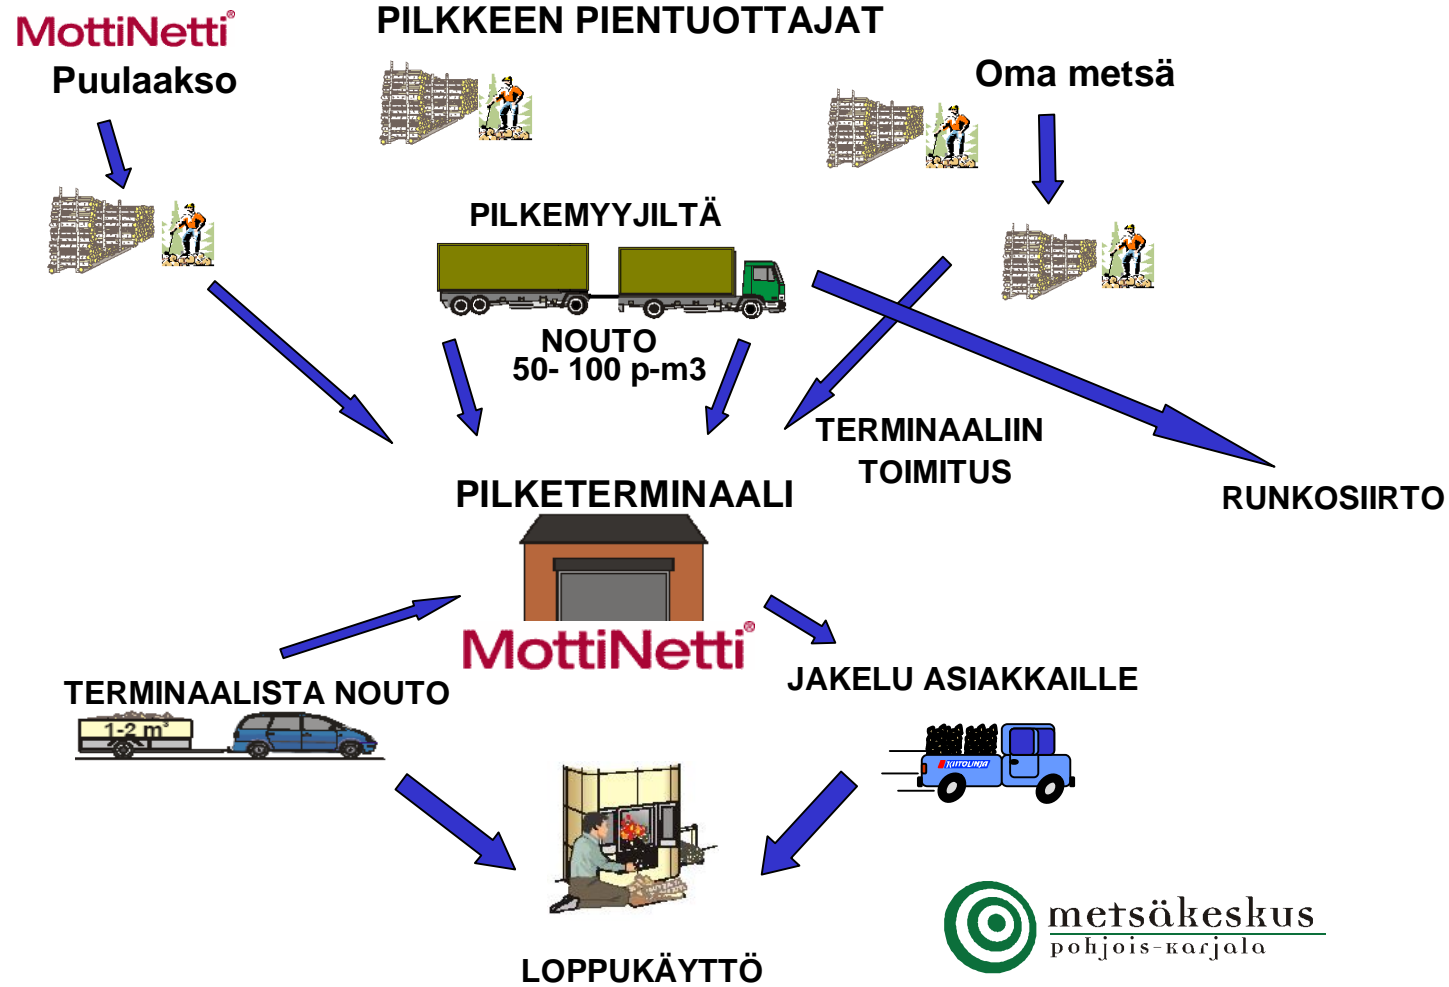 MottiNetti®
PILKKEEN PIENTUOTTAJAT
Puulaakso
Oma metsä
PILKEMYYJILTÄ
NOUTO
50- 100 p-m3
TERMINAALIIN
TOIMITUS
RUNKOSIIRTO
PILKETERMINAALI
MottiNetti®
TERMINAALISTA NOUTO
1-2 m³
JAKELU ASIAKKAILLE
KIITOLINJA
LOPPUKÄYTTÖ
metsäkeskus
pohjois-karjala